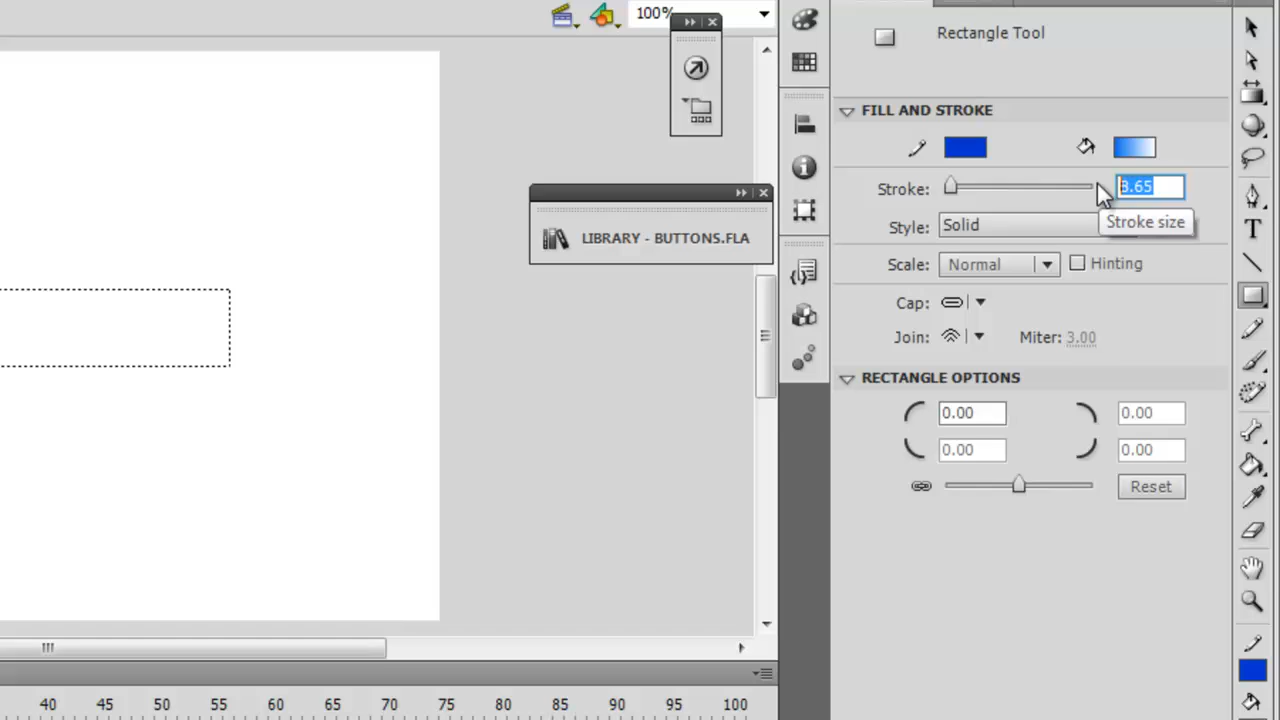 100%
Rectangle Tool
FILL AND STROKE
Stroke:
3.65
Stroke size
Style:
Solid
LIBRARY - BUTTONS.FLA
Scale:
Normal
Hinting
Cap:
Join:
Miter: 3.00
RECTANGLE OPTIONS
0.00
0.00
0.00
0.00
Reset
40 45 50 55 60 65 70 75 80 85 90 95 100